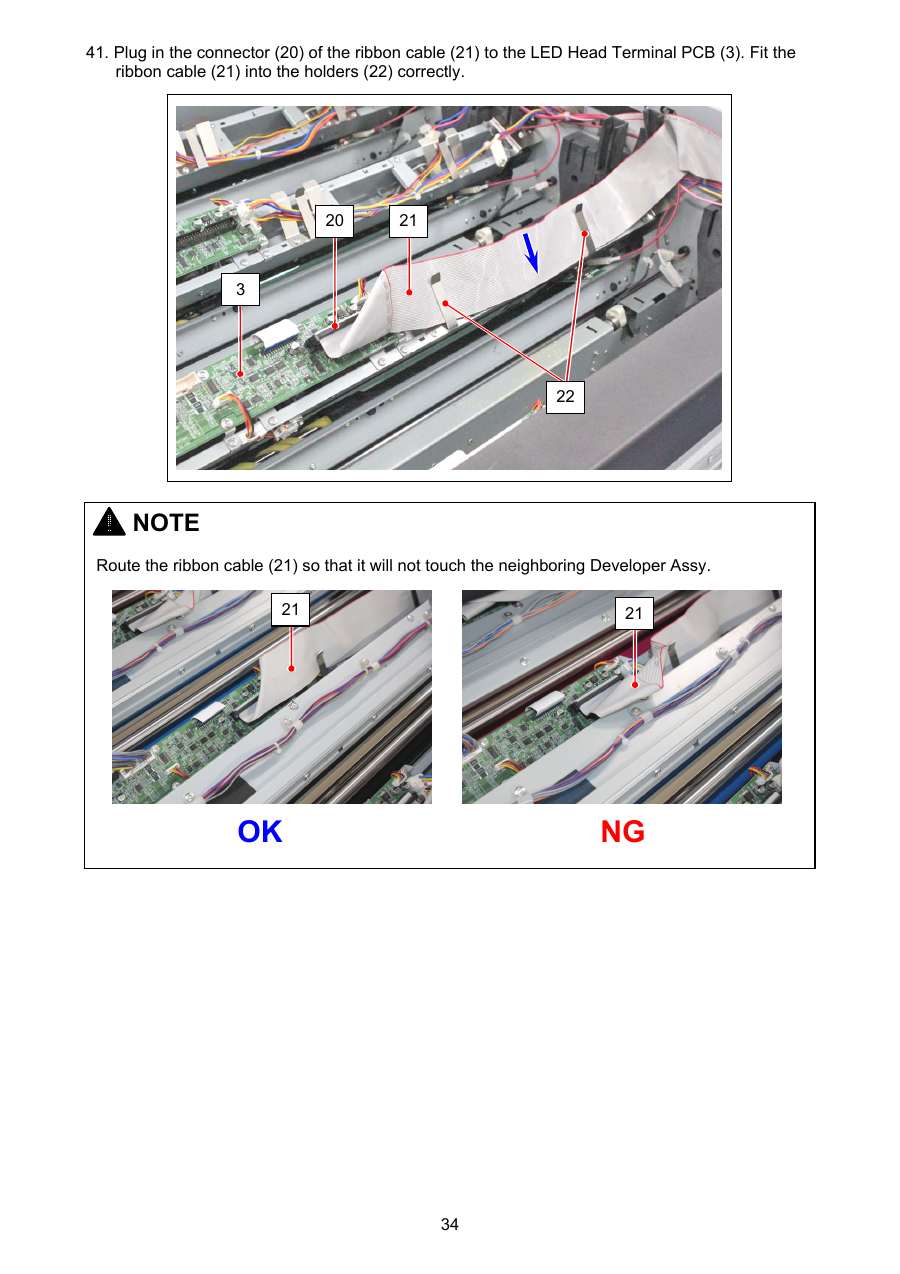 41. Plug in the connector (20) of the ribbon cable (21) to the LED Head Terminal PCB (3). Fit the
ribbon cable (21) into the holders (22) correctly.
20
21
3
22
NOTE
Route the ribbon cable (21) so that it will not touch the neighboring Developer Assy.
21
21
OK
NG
34